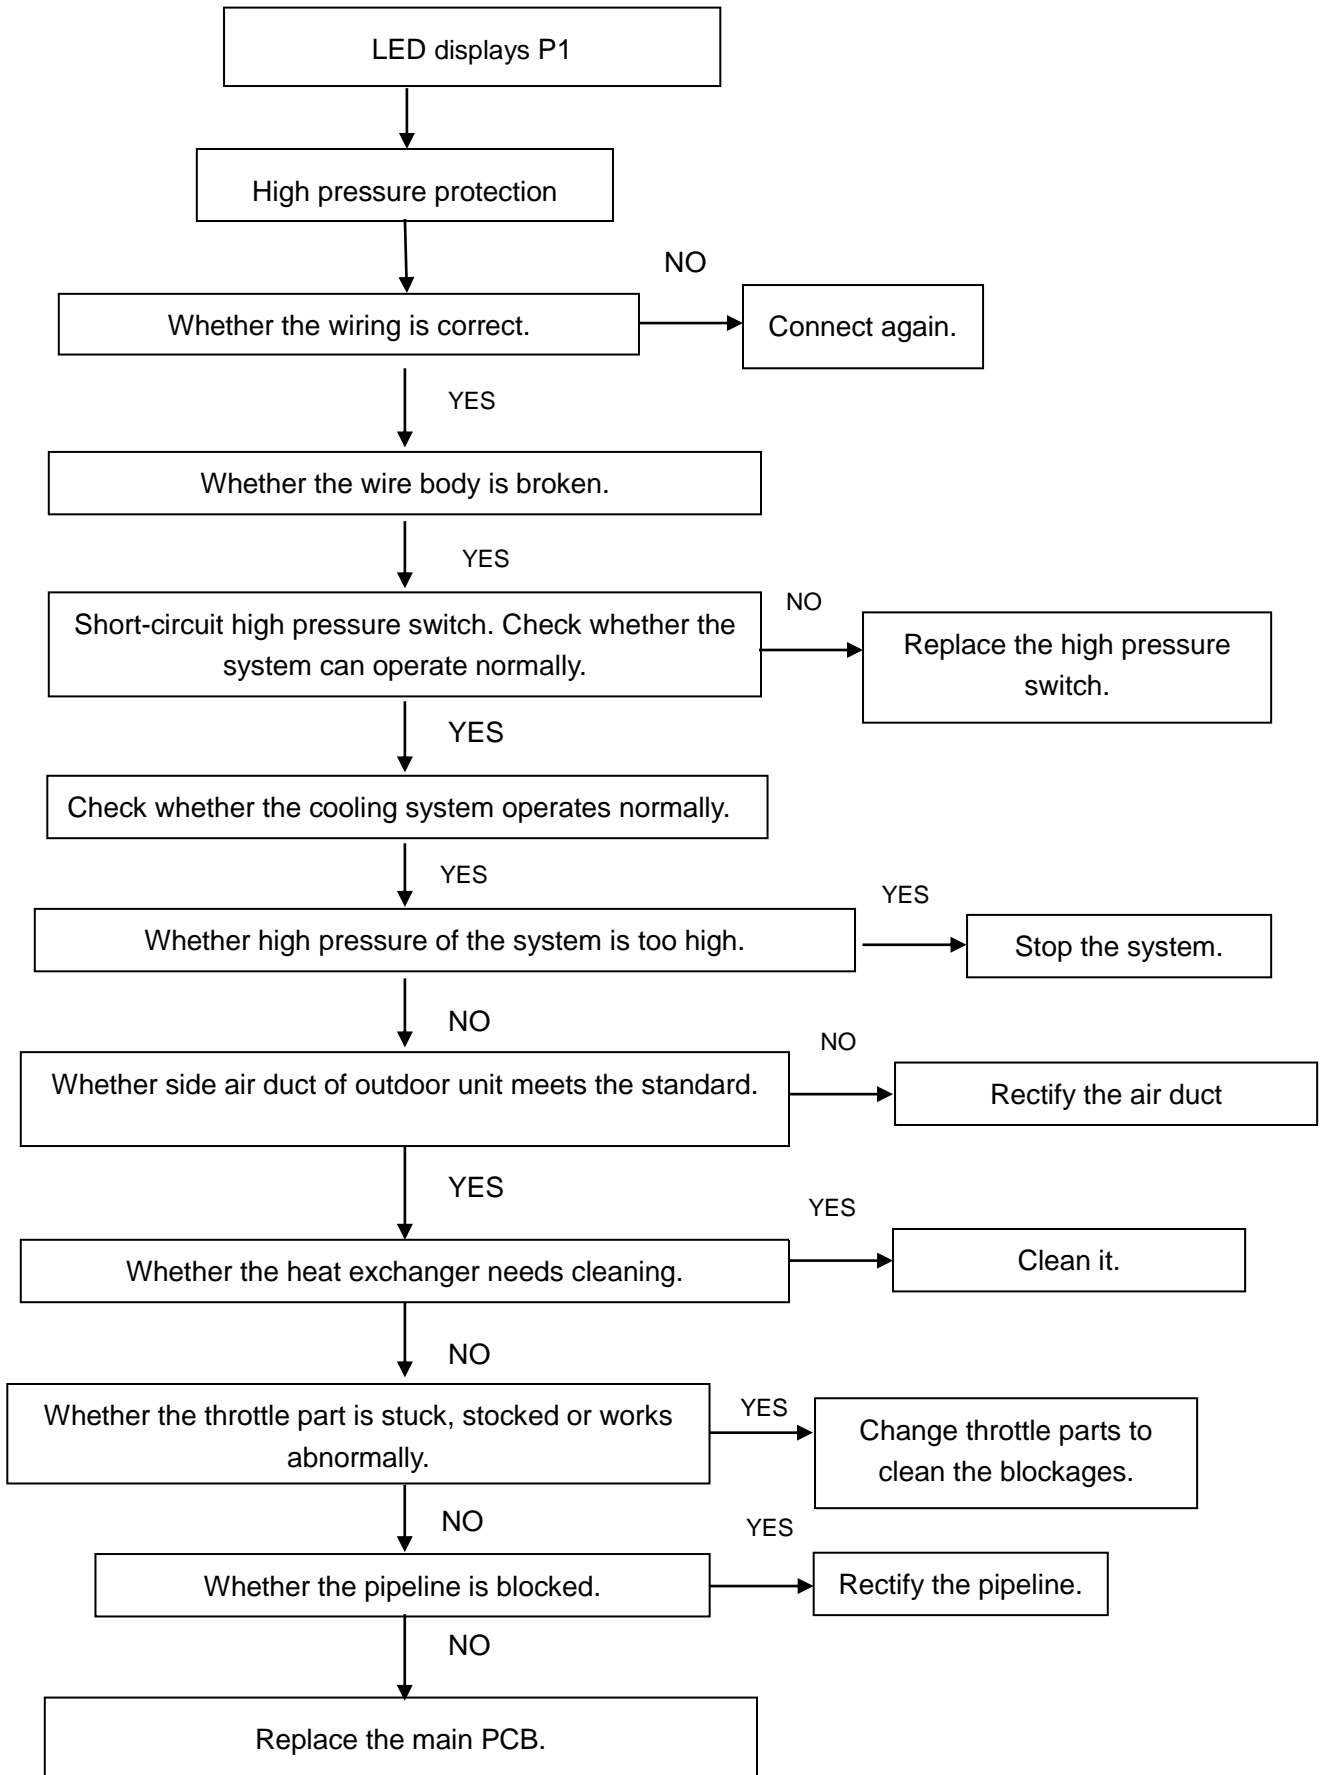 LED displays P1
High pressure protection
NO
Whether the wiring is correct.
Connect again.
YES
Whether the wire body is broken.
YES
Short-circuit high pressure switch. Check whether the
system can operate normally.
NO
Replace the high pressure
switch.
YES
Check whether the cooling system operates normally.
YES
YES
Whether high pressure of the system is too high.
Stop the system.
NO
NO
Whether side air duct of outdoor unit meets the standard.
Rectify the air duct
YES
YES
Whether the heat exchanger needs cleaning.
Clean it.
NO
Whether the throttle part is stuck, stocked or works
abnormally.
YES
Change throttle parts to
clean the blockages.
NO
YES
Whether the pipeline is blocked.
Rectify the pipeline.
NO
Replace the main PCB.